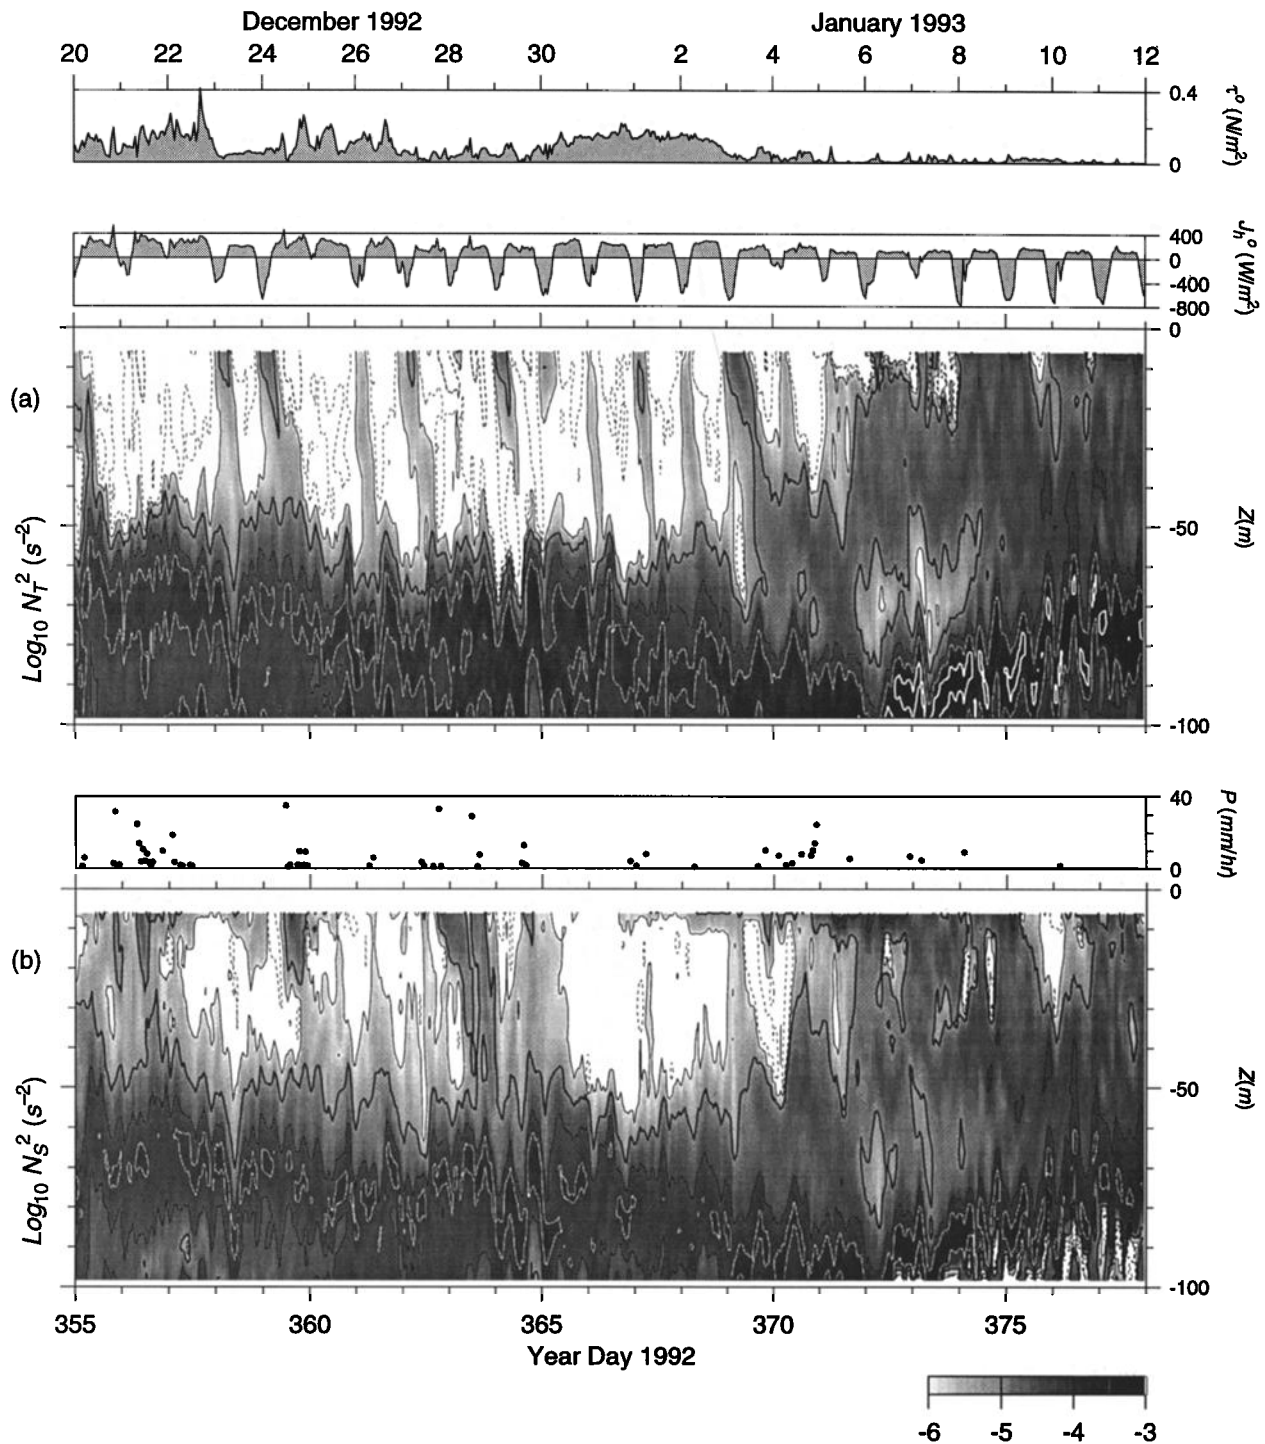 December 1992 January 1993
20 22 24 26 28 30 2 4 6 8 10 12
0.4
0
τ⁰ (N/m²)
400
0
-400
-800
J_h⁰ (W/m²)
0
(a)
Log₁₀ N_T² (s⁻²)
-50
Z(m)
-100
40
0
P (mm/hr)
0
(b)
Log₁₀ N_S² (s⁻²)
-50
Z(m)
-100
355 360 365 370 375
Year Day 1992
-6 -5 -4 -3